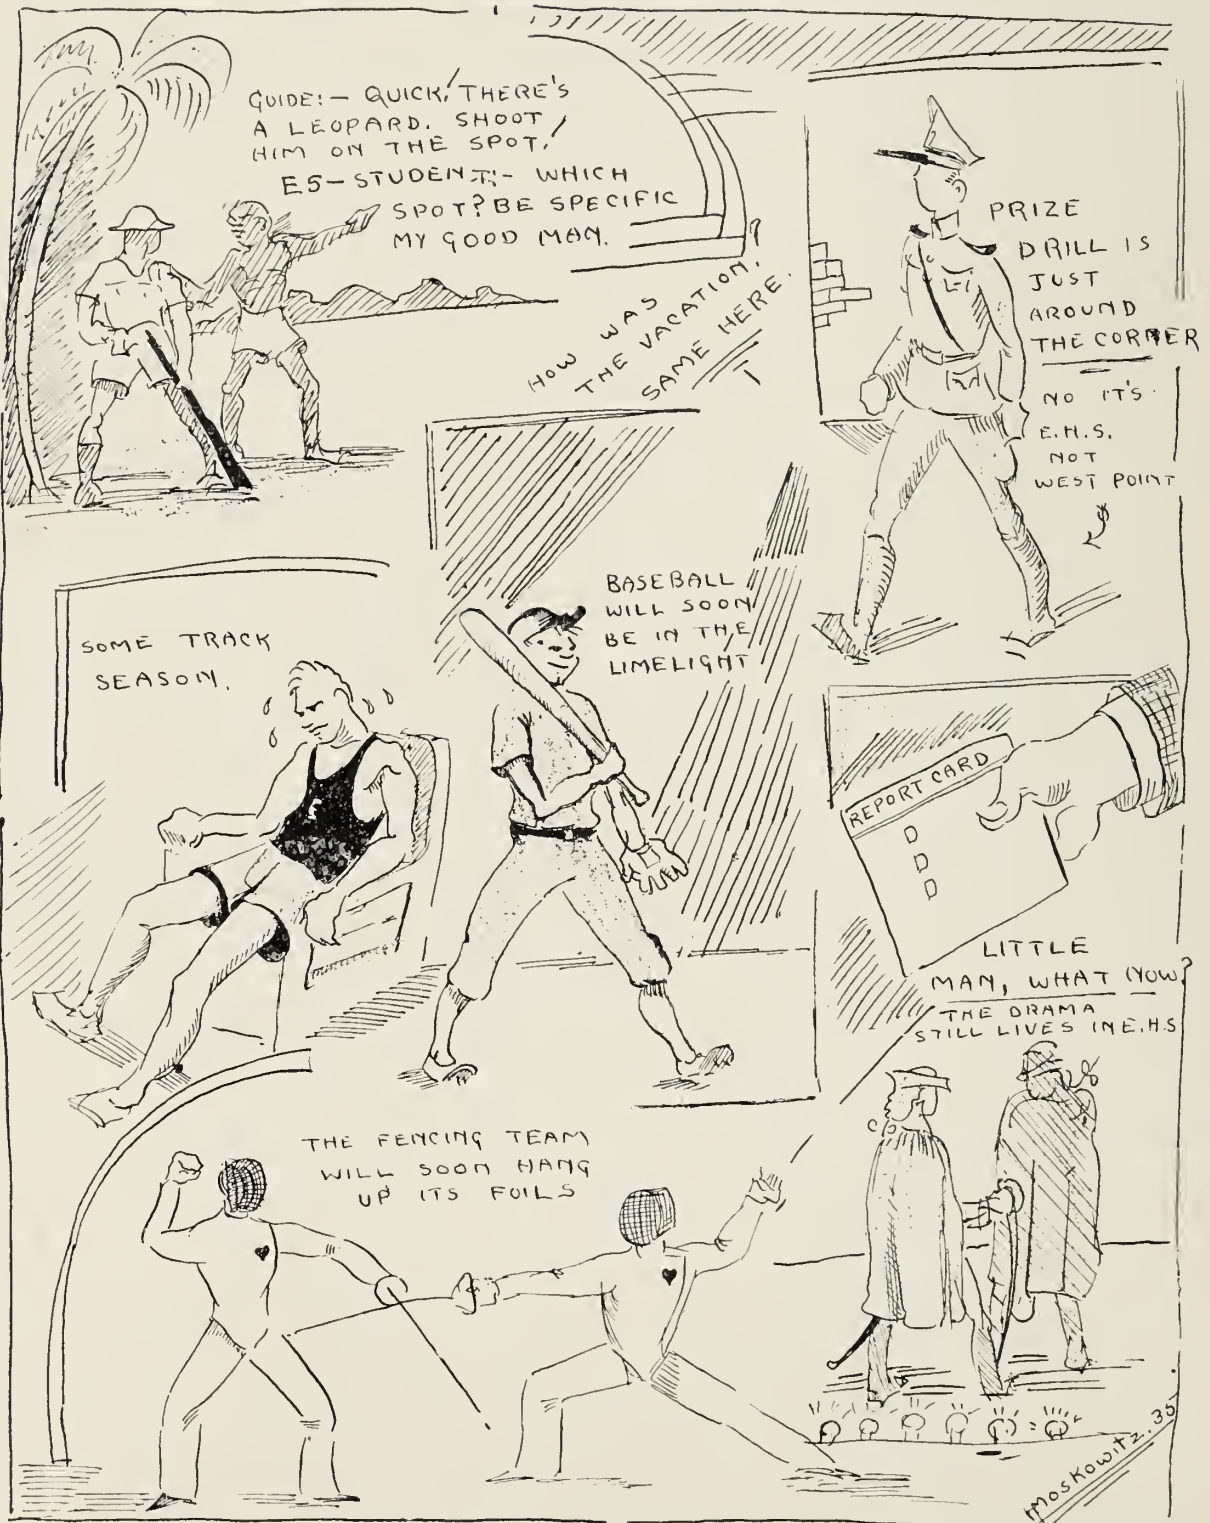 GUIDE:- QUICK! THERE'S
A LEOPARD. SHOOT
HIM ON THE SPOT!
E5-STUDENT:- WHICH
SPOT? BE SPECIFIC
MY GOOD MAN.
HOW WAS
THE VACATION?
SAME HERE.
PRIZE
DRILL IS
JUST
AROUND
THE CORNER
NO IT'S
E.H.S.
NOT
WEST POINT
SOME TRACK
SEASON.
E
BASEBALL
WILL SOON
BE IN THE
LIMELIGHT
REPORT CARD
D
D
D
LITTLE
MAN, WHAT NOW?
THE DRAMA
STILL LIVES IN E.H.S
THE FENCING TEAM
WILL SOON HANG
UP ITS FOILS
MOSKOWITZ.35